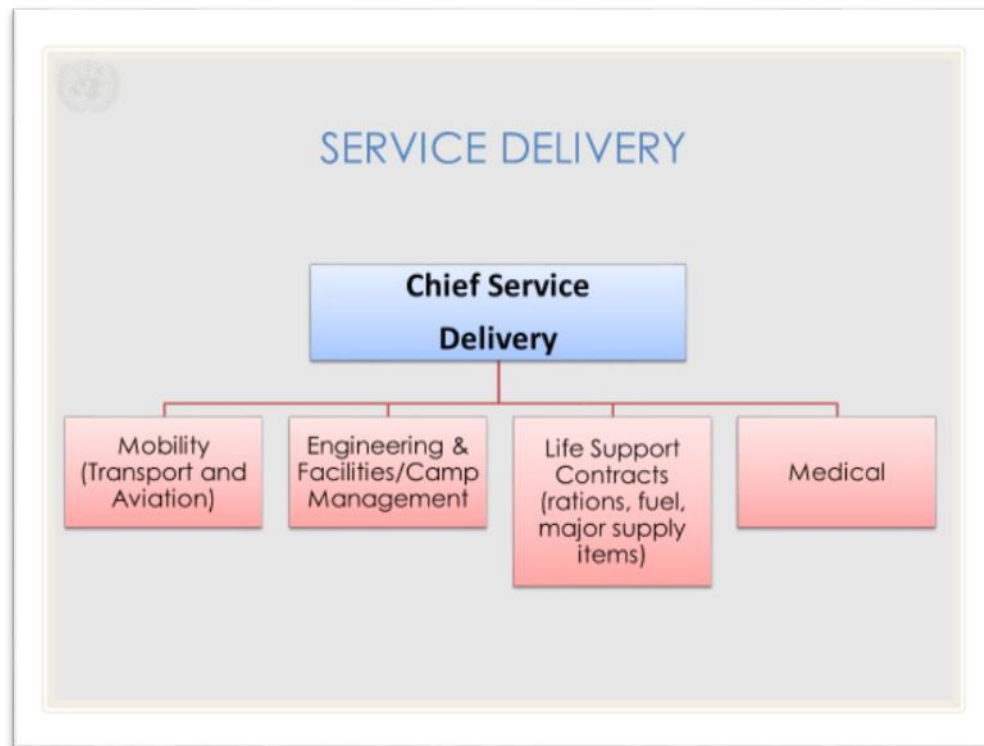 SERVICE DELIVERY
Chief Service
Delivery
Mobility
(Transport and
Aviation)
Engineering &
Facilities/Camp
Management
Life Support
Contracts
(rations, fuel,
major supply
items)
Medical